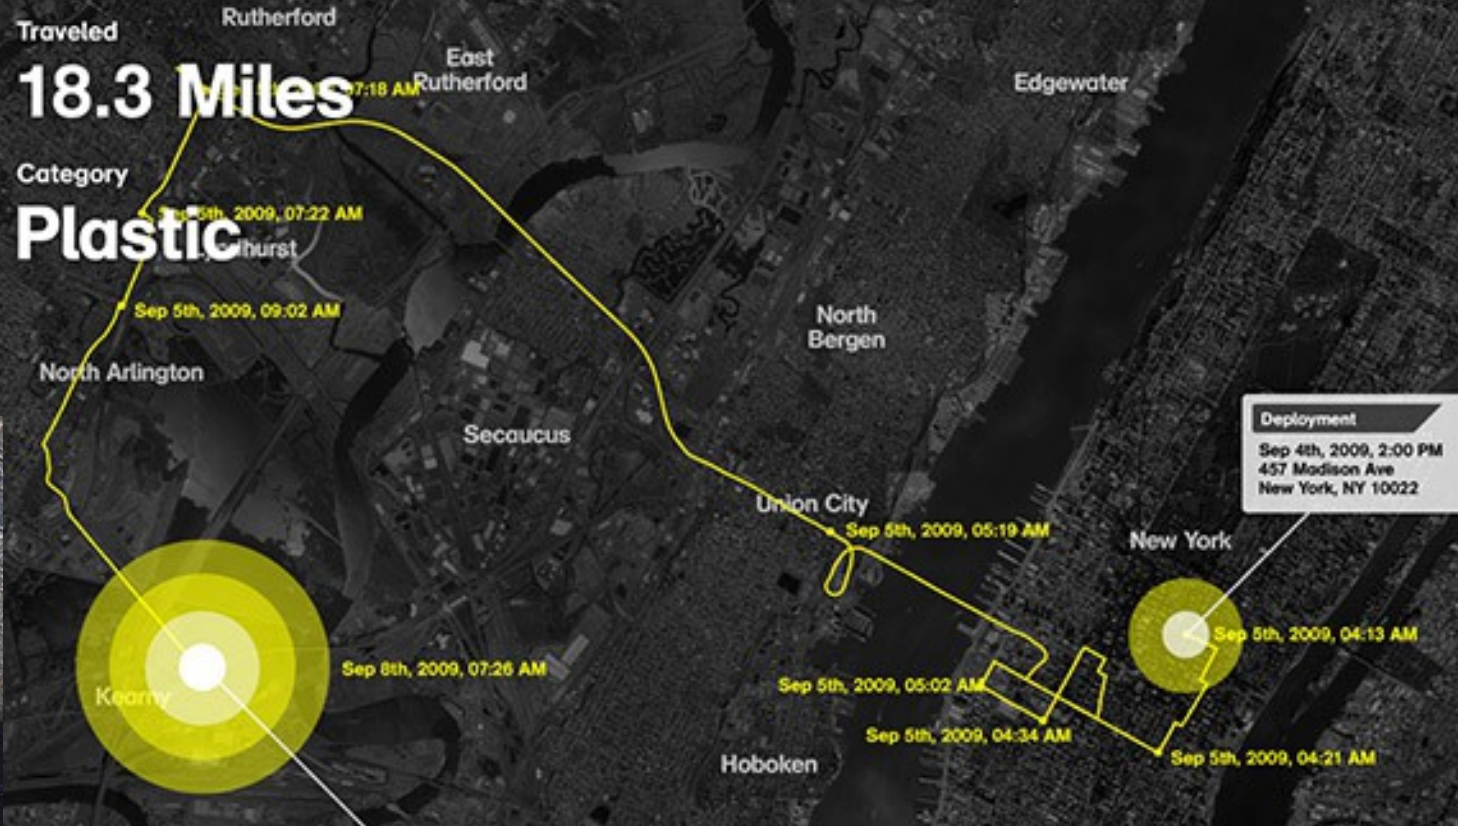 Traveled
18.3 Miles
Category
Plastic
Rutherford
East
Rutherford
07:18 AM
Sep 5th, 2009, 07:22 AM
Sep 5th, 2009, 09:02 AM
North Arlington
Edgewater
North
Bergen
Secaucus
Union City
Sep 5th, 2009, 05:19 AM
Deployment
Sep 4th, 2009, 2:00 PM
457 Madison Ave
New York, NY 10022
New York
Sep 5th, 2009, 04:13 AM
Sep 8th, 2009, 07:26 AM
Kearny
Sep 5th, 2009, 05:02 AM
Sep 5th, 2009, 04:34 AM
Sep 5th, 2009, 04:21 AM
Hoboken